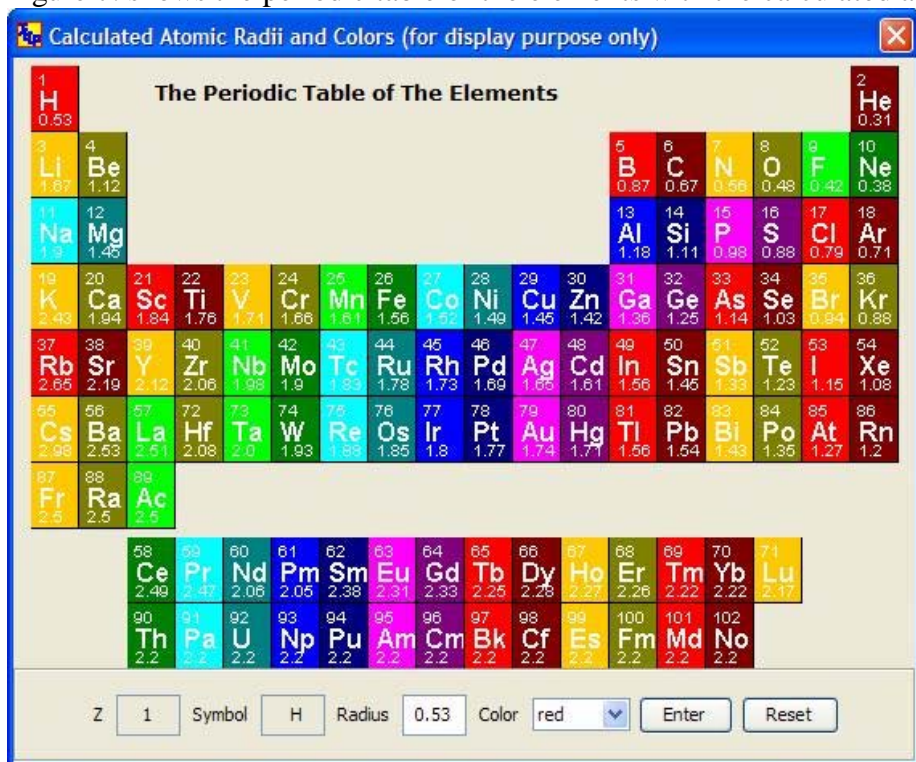 shows the periodic table of the elements with the calculated
Calculated Atomic Radii and Colors (for display purpose only)
The Periodic Table of The Elements
1 2
H He
0.53 0.31
3 4 5 6 7 8 9 10
Li Be B C N O F Ne
1.67 1.12 0.87 0.67 0.56 0.48 0.42 0.38
11 12 13 14 15 16 17 18
Na Mg Al Si P S Cl Ar
1.9 1.45 1.18 1.11 0.98 0.88 0.79 0.71
19 20 21 22 23 24 25 26 27 28 29 30 31 32 33 34 35 36
K Ca Sc Ti V Cr Mn Fe Co Ni Cu Zn Ga Ge As Se Br Kr
2.43 1.94 1.84 1.76 1.71 1.66 1.61 1.56 1.52 1.49 1.45 1.42 1.36 1.25 1.14 1.03 0.94 0.88
37 38 39 40 41 42 43 44 45 46 47 48 49 50 51 52 53 54
Rb Sr Y Zr Nb Mo Tc Ru Rh Pd Ag Cd In Sn Sb Te I Xe
2.65 2.19 2.12 2.06 1.98 1.9 1.83 1.78 1.73 1.69 1.65 1.61 1.56 1.45 1.33 1.23 1.15 1.08
55 56 57 72 73 74 75 76 77 78 79 80 81 82 83 84 85 86
Cs Ba La Hf Ta W Re Os Ir Pt Au Hg Tl Pb Bi Po At Rn
2.98 2.53 2.51 2.08 2.0 1.93 1.88 1.85 1.8 1.77 1.74 1.71 1.56 1.54 1.43 1.35 1.27 1.2
87 88 89
Fr Ra Ac
2.5 2.5 2.5
58 59 60 61 62 63 64 65 66 67 68 69 70 71
Ce Pr Nd Pm Sm Eu Gd Tb Dy Ho Er Tm Yb Lu
2.49 2.47 2.06 2.05 2.38 2.31 2.33 2.25 2.28 2.27 2.26 2.22 2.22 2.17
90 91 92 93 94 95 96 97 98 99 100 101 102
Th Pa U Np Pu Am Cm Bk Cf Es Fm Md No
2.2 2.2 2.2 2.2 2.2 2.2 2.2 2.2 2.2 2.2 2.2 2.2 2.2
Z 1 Symbol H Radius 0.53 Color red Enter Reset